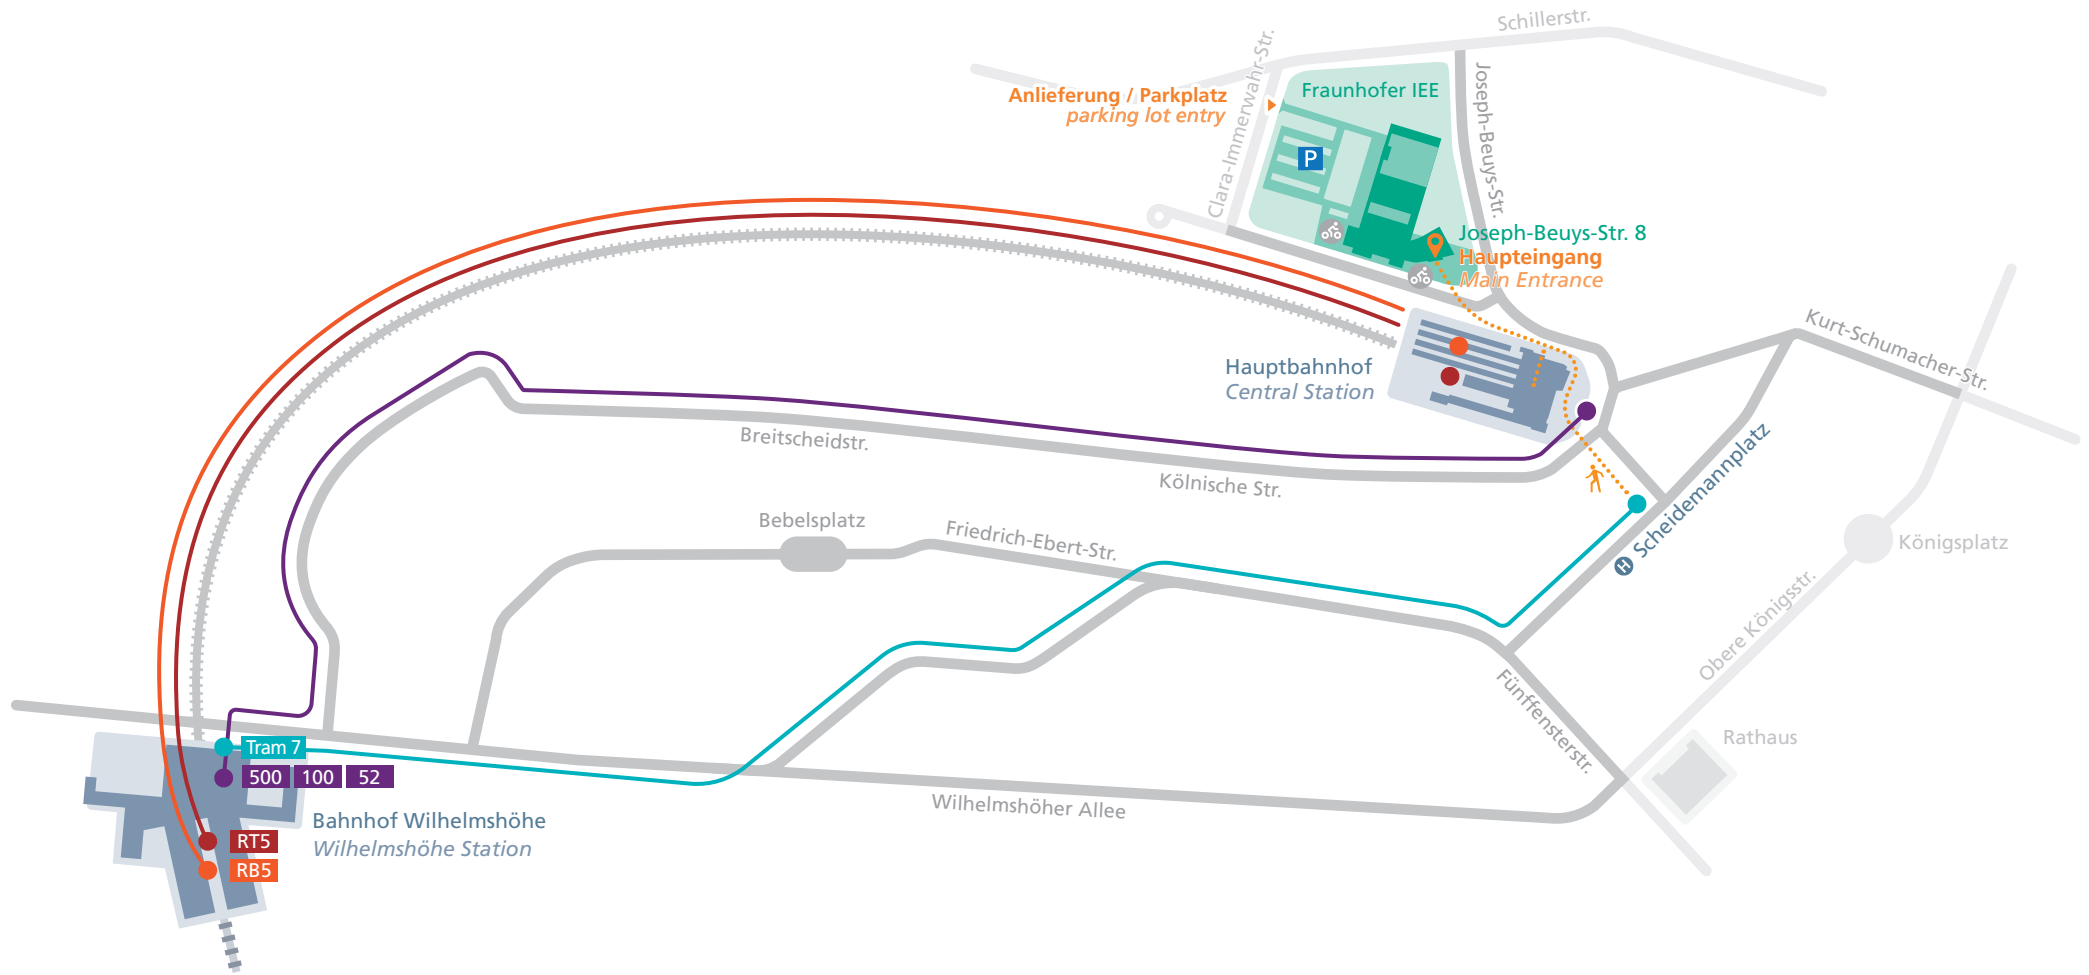 Schillerstr.
Clara-Immerwahr-Str.
Joseph-Beuys-Str.
Fraunhofer IEE
Anlieferung / Parkplatz
parking lot entry
P
Joseph-Beuys-Str. 8
Haupteingang
Main Entrance
Kurt-Schumacher-Str.
Hauptbahnhof
Central Station
Breitscheidstr.
Kölnische Str.
Scheidemannplatz
H
Bebelsplatz
Friedrich-Ebert-Str.
Königsplatz
Obere Königsstr.
Fünffensterstr.
Rathaus
Tram 7
500 100 52
Wilhelmshöher Allee
Bahnhof Wilhelmshöhe
Wilhelmshöhe Station
RT5
RB5